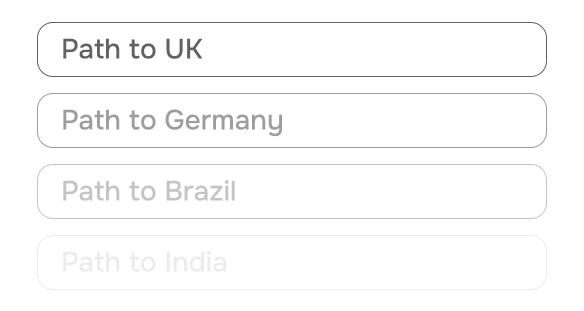 Path to UK
Path to Germany
Path to Brazil
Path to India